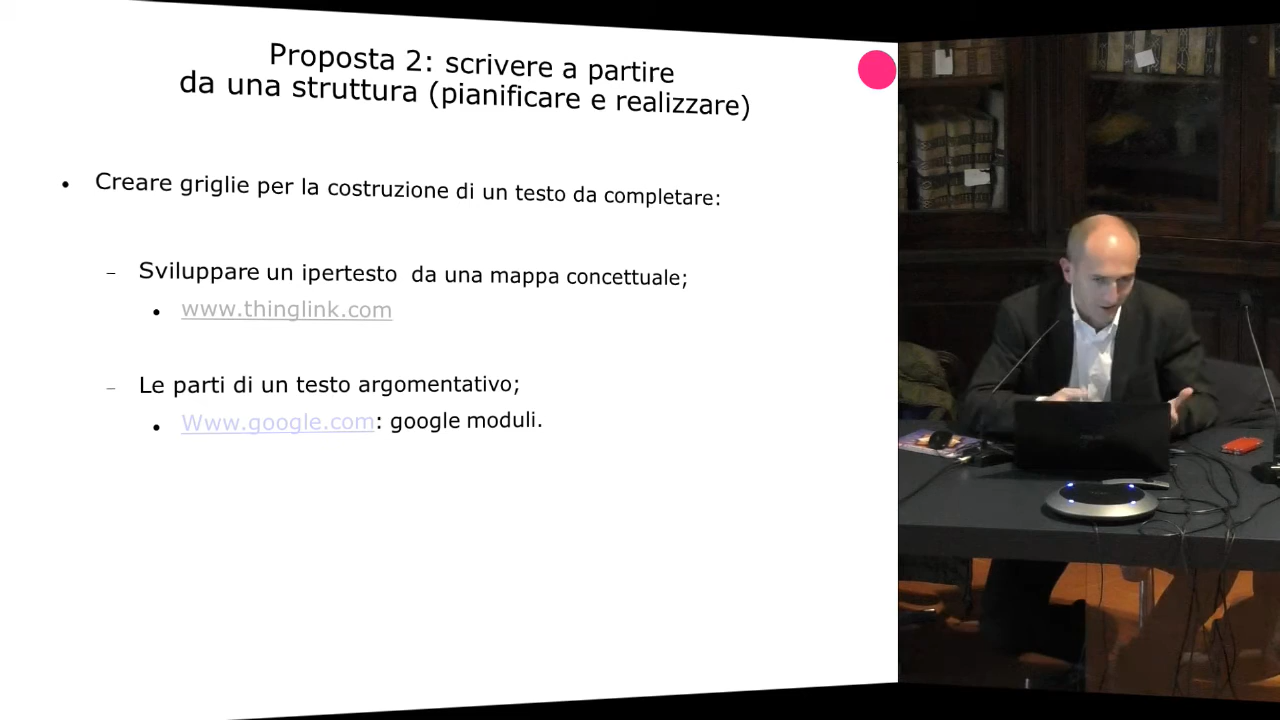 Proposta 2: scrivere a partire
da una struttura (pianificare e realizzare)
• Creare griglie per la costruzione di un testo da completare:
– Sviluppare un ipertesto da una mappa concettuale;
• www.thinglink.com
– Le parti di un testo argomentativo;
• Www.google.com: google moduli.